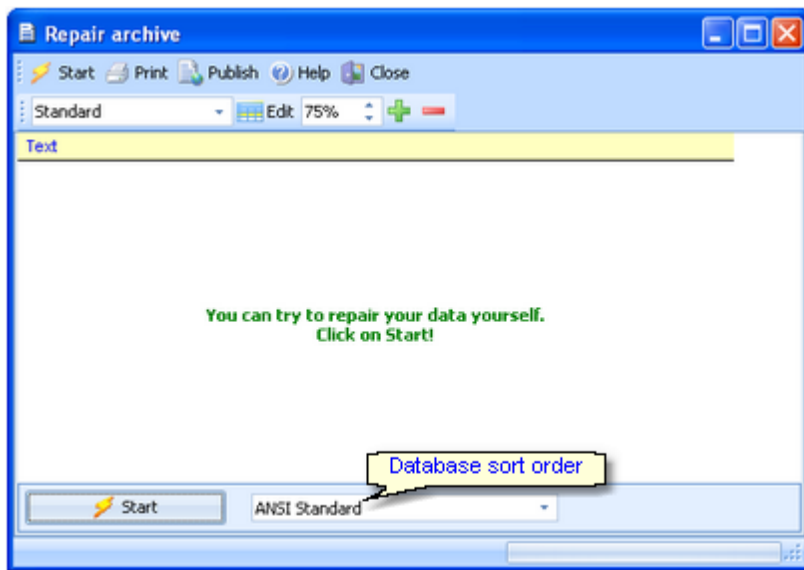 Repair archive
Start Print Publish Help Close
Standard Edit 75%
Text
You can try to repair your data yourself.
Click on Start!
Database sort order
Start ANSI Standard